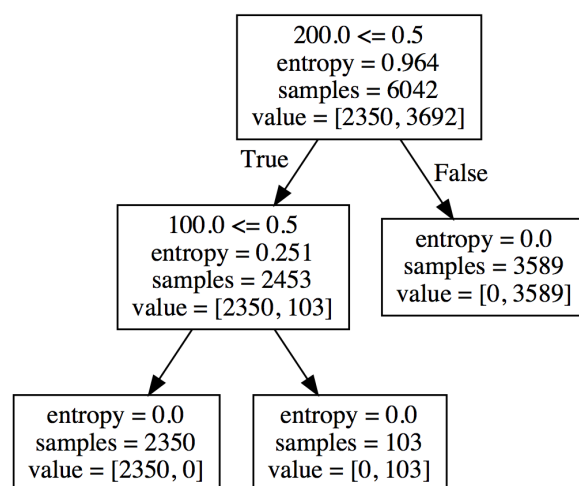 200.0 <= 0.5
entropy = 0.964
samples = 6042
value = [2350, 3692]
True
False
100.0 <= 0.5
entropy = 0.251
samples = 2453
value = [2350, 103]
entropy = 0.0
samples = 3589
value = [0, 3589]
entropy = 0.0
samples = 2350
value = [2350, 0]
entropy = 0.0
samples = 103
value = [0, 103]